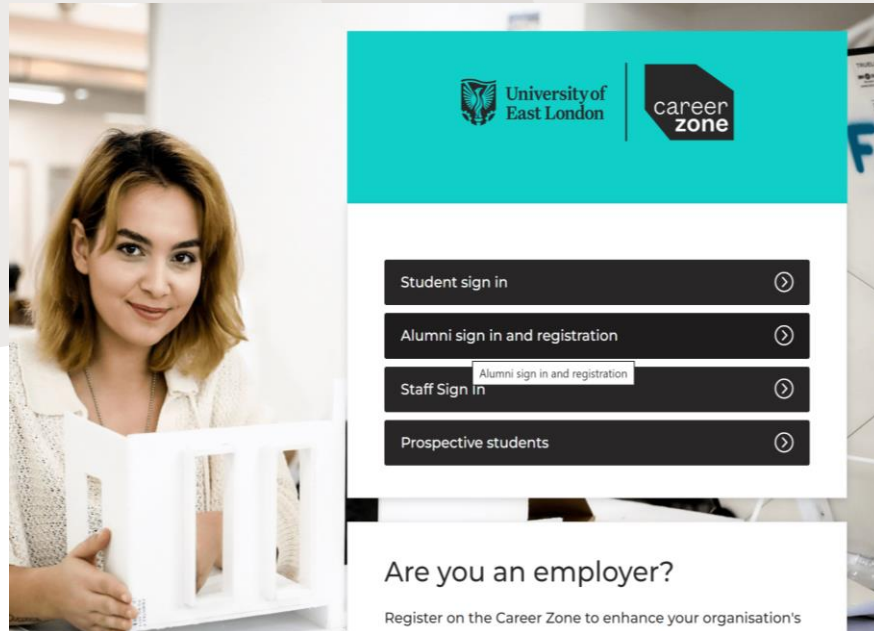 University of
East London
career
zone
Student sign in
Alumni sign in and registration
Alumni sign in and registration
Staff Sign In
Prospective students
Are you an employer?
Register on the Career Zone to enhance your organisation's